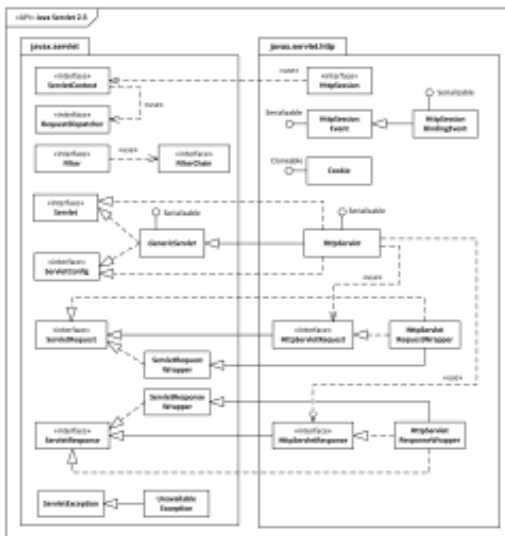 «API» Java Servlet 2.5
javax.servlet
javax.servlet.http
«interface»
ServletContext
«use»
«interface»
HttpSession
«use»
«interface»
RequestDispatcher
Serializable
HttpSession
Event
Serializable
HttpSession
BindingEvent
«interface»
Filter
«use»
«interface»
FilterChain
Cloneable
Cookie
«interface»
Servlet
Serializable
GenericServlet
Serializable
HttpServlet
«interface»
ServletConfig
«use»
«interface»
ServletRequest
«interface»
HttpServletRequest
HttpServlet
RequestWrapper
ServletRequest
Wrapper
«use»
ServletResponse
Wrapper
«interface»
ServletResponse
«interface»
HttpServletResponse
HttpServlet
ResponseWrapper
ServletException
Unavailable
Exception